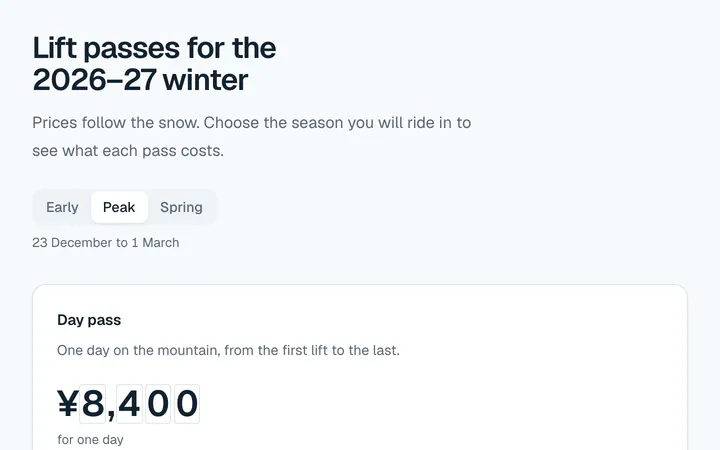 Lift passes for the
2026–27 winter
Prices follow the snow. Choose the season you will ride in to
see what each pass costs.
Early Peak Spring
23 December to 1 March
Day pass
One day on the mountain, from the first lift to the last.
¥8,400
for one day